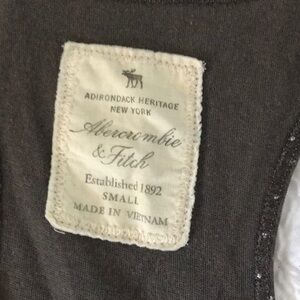 ADIRONDACK HERITAGE
NEW YORK
Abercrombie
& Fitch
Established 1892
SMALL
MADE IN VIETNAM